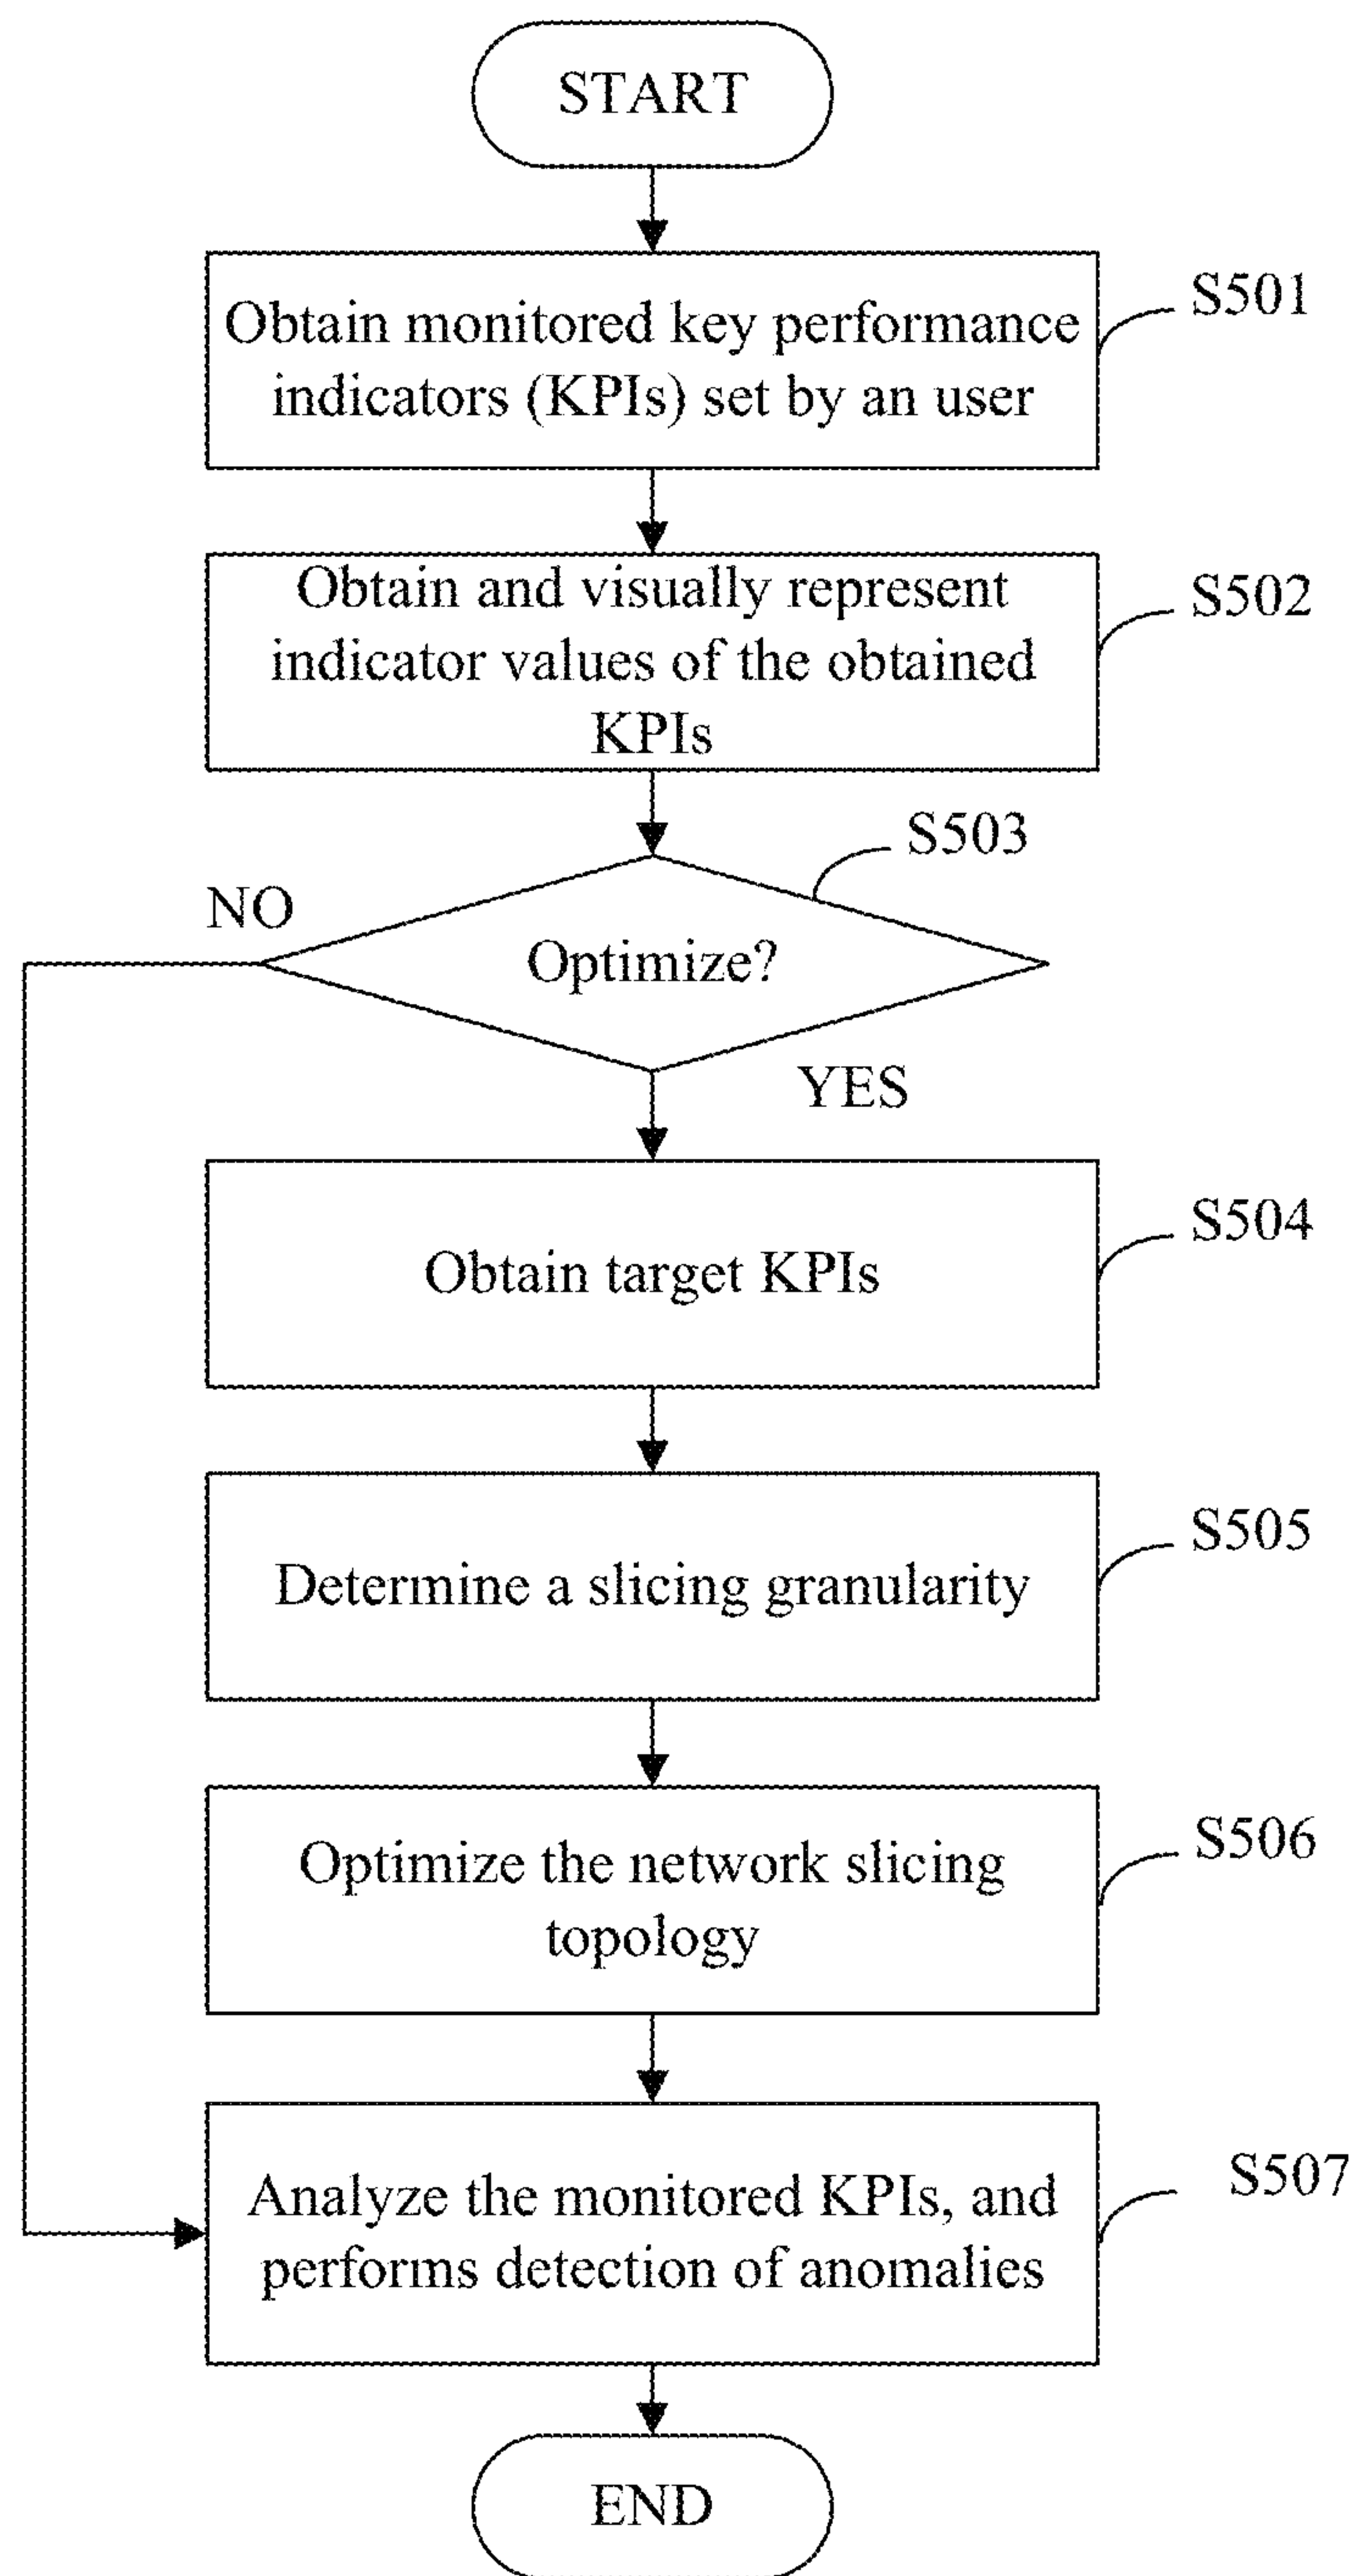 START
Obtain monitored key performance
indicators (KPIs) set by an user
S501
Obtain and visually represent
indicator values of the obtained
KPIs
S502
S503
NO
Optimize?
YES
Obtain target KPIs
S504
Determine a slicing granularity
S505
Optimize the network slicing
topology
S506
Analyze the monitored KPIs, and
performs detection of anomalies
S507
END